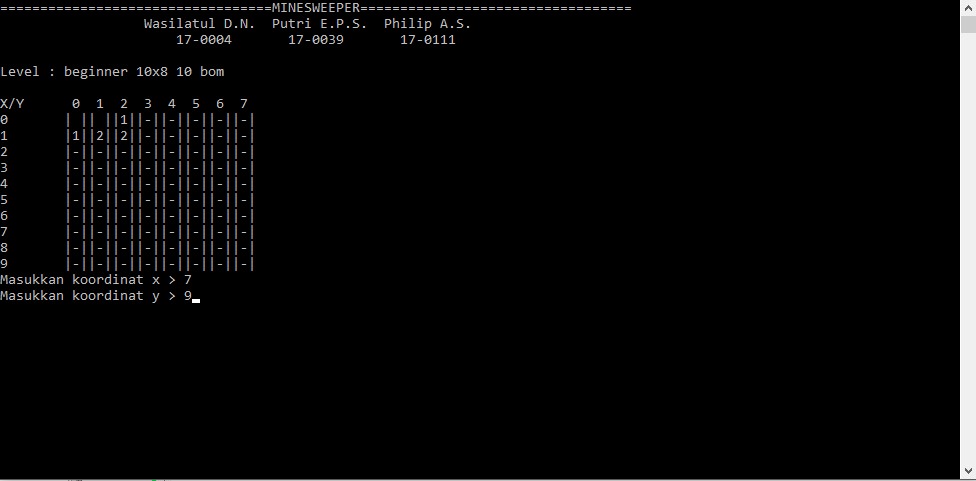 ==================================MINESWEEPER==================================
Wasilatul D.N.  Putri E.P.S.  Philip A.S.
17-0004       17-0039       17-0111
Level : beginner 10x8 10 bom
X/Y      0  1  2  3  4  5  6  7
0       | || ||1||-||-||-||-||-|
1       |1||2||2||-||-||-||-||-|
2       |-||-||-||-||-||-||-||-|
3       |-||-||-||-||-||-||-||-|
4       |-||-||-||-||-||-||-||-|
5       |-||-||-||-||-||-||-||-|
6       |-||-||-||-||-||-||-||-|
7       |-||-||-||-||-||-||-||-|
8       |-||-||-||-||-||-||-||-|
9       |-||-||-||-||-||-||-||-|
Masukkan koordinat x > 7
Masukkan koordinat y > 9